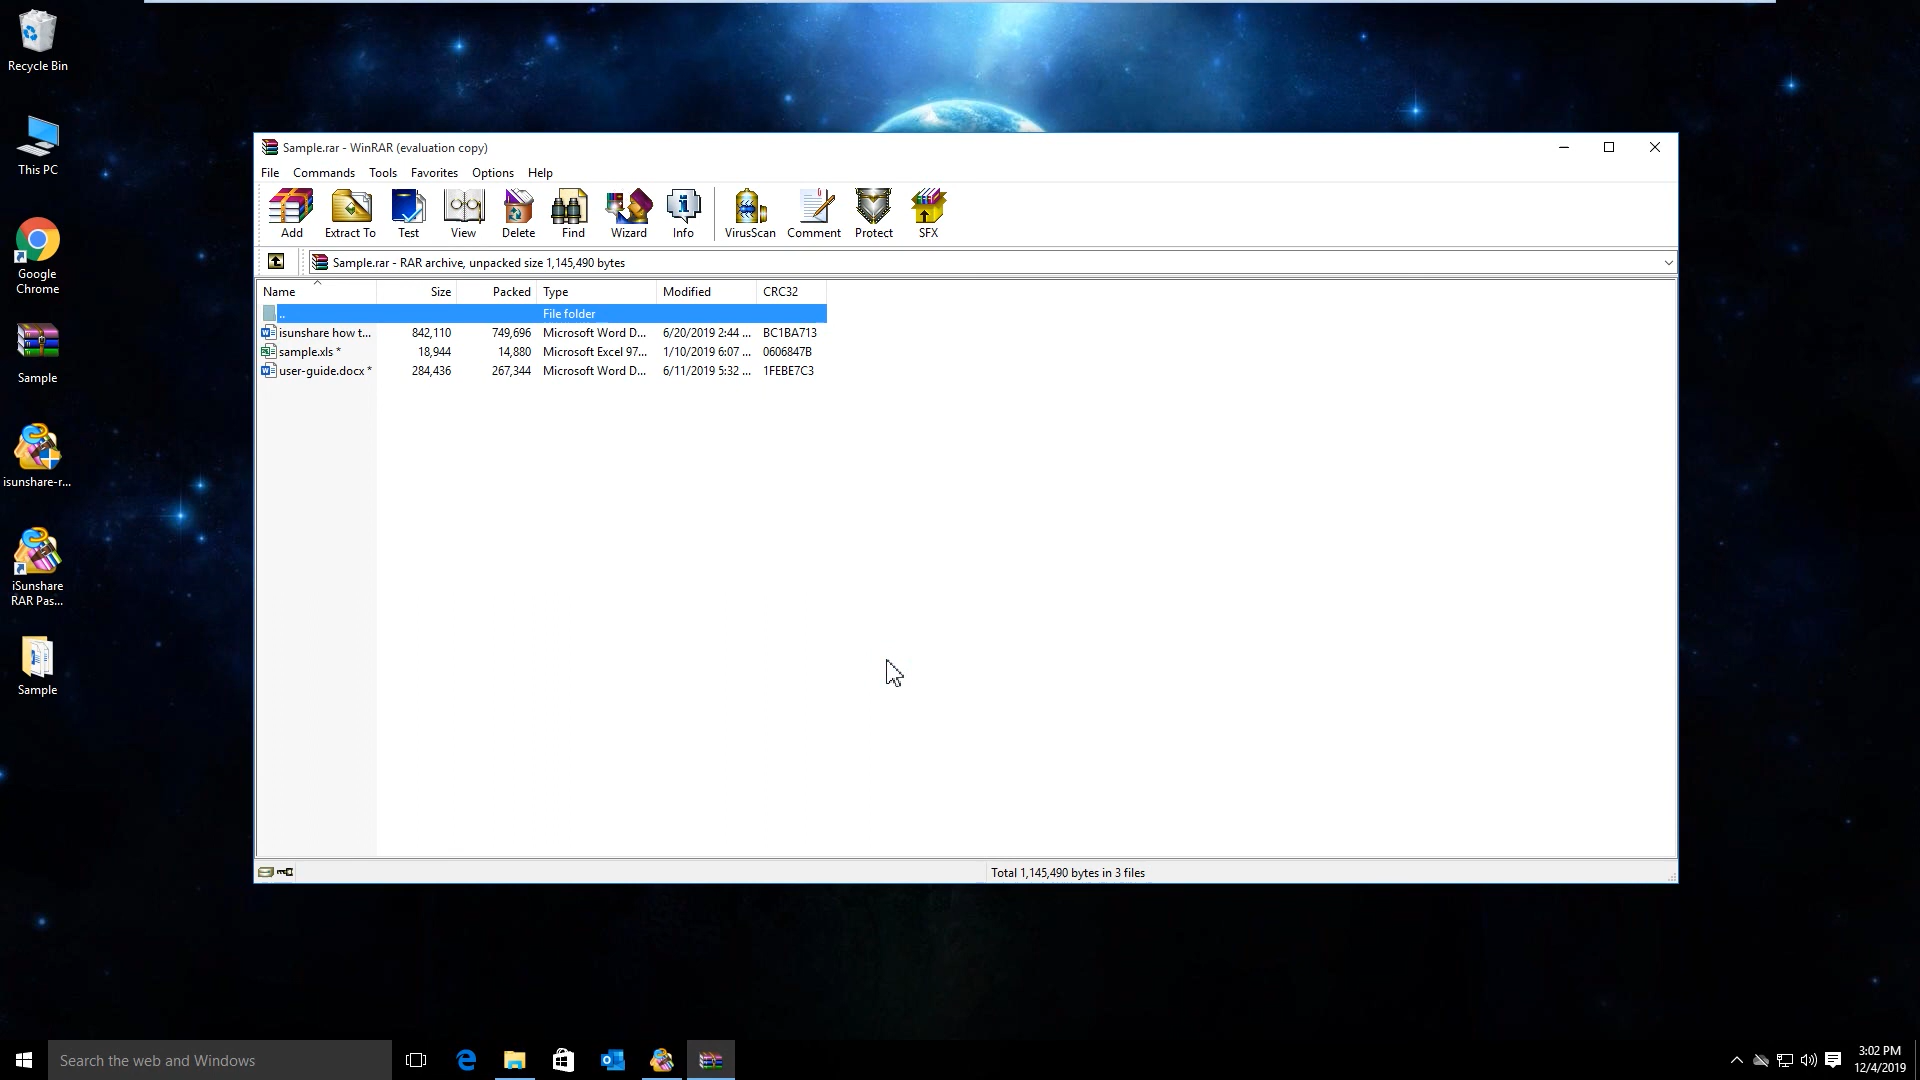 Recycle Bin
This PC
Google
Chrome
Sample
isunshare-r...
iSunshare
RAR Pas...
Sample
Sample.rar - WinRAR (evaluation copy)
File Commands Tools Favorites Options Help
Add Extract To Test View Delete Find Wizard Info VirusScan Comment Protect SFX
Sample.rar - RAR archive, unpacked size 1,145,490 bytes
Name Size Packed Type Modified CRC32
.. File folder
isunshare how t... 842,110 749,696 Microsoft Word D... 6/20/2019 2:44 ... BC1BA713
sample.xls * 18,944 14,880 Microsoft Excel 97... 1/10/2019 6:07 ... 0606847B
user-guide.docx * 284,436 267,344 Microsoft Word D... 6/11/2019 5:32 ... 1FEBE7C3
Total 1,145,490 bytes in 3 files
Search the web and Windows
3:02 PM
12/4/2019